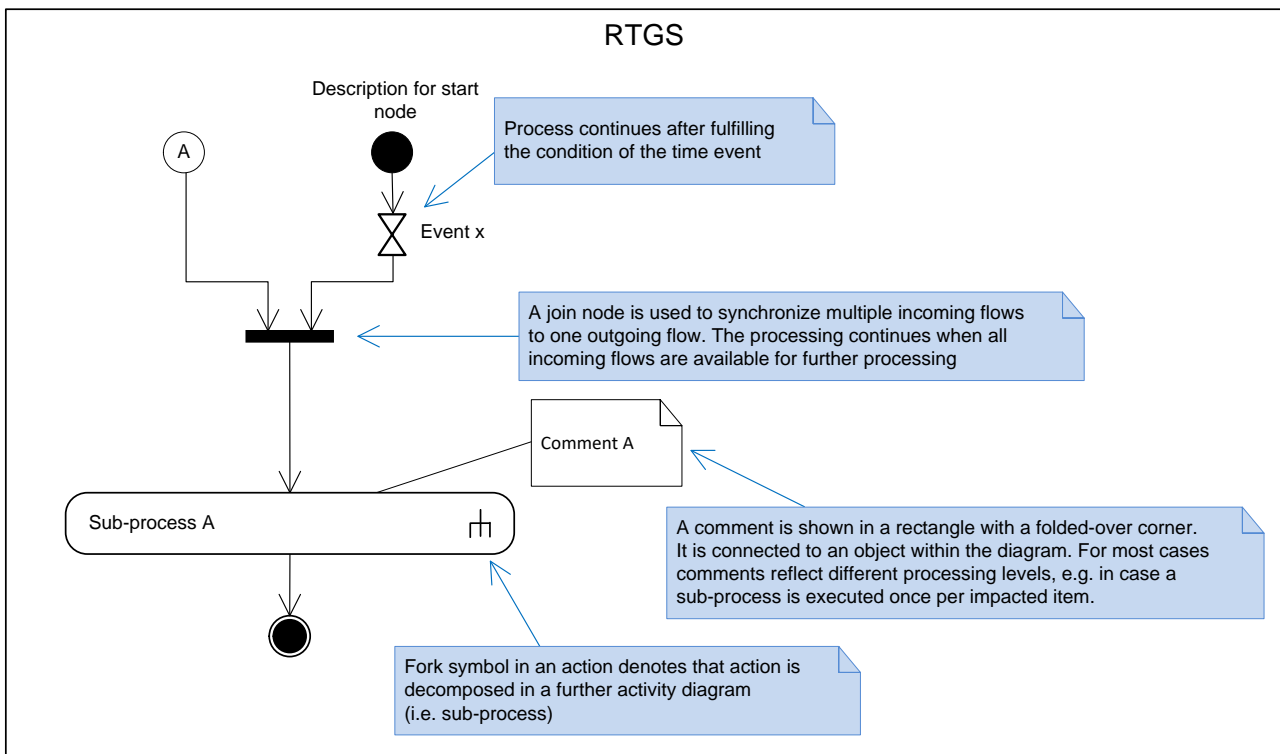 RTGS
Description for start
node
Process continues after fulfilling
the condition of the time event
A
Event x
A join node is used to synchronize multiple incoming flows
to one outgoing flow. The processing continues when all
incoming flows are available for further processing
Comment A
Sub-process A
A comment is shown in a rectangle with a folded-over corner.
It is connected to an object within the diagram. For most cases
comments reflect different processing levels, e.g. in case a
sub-process is executed once per impacted item.
Fork symbol in an action denotes that action is
decomposed in a further activity diagram
(i.e. sub-process)